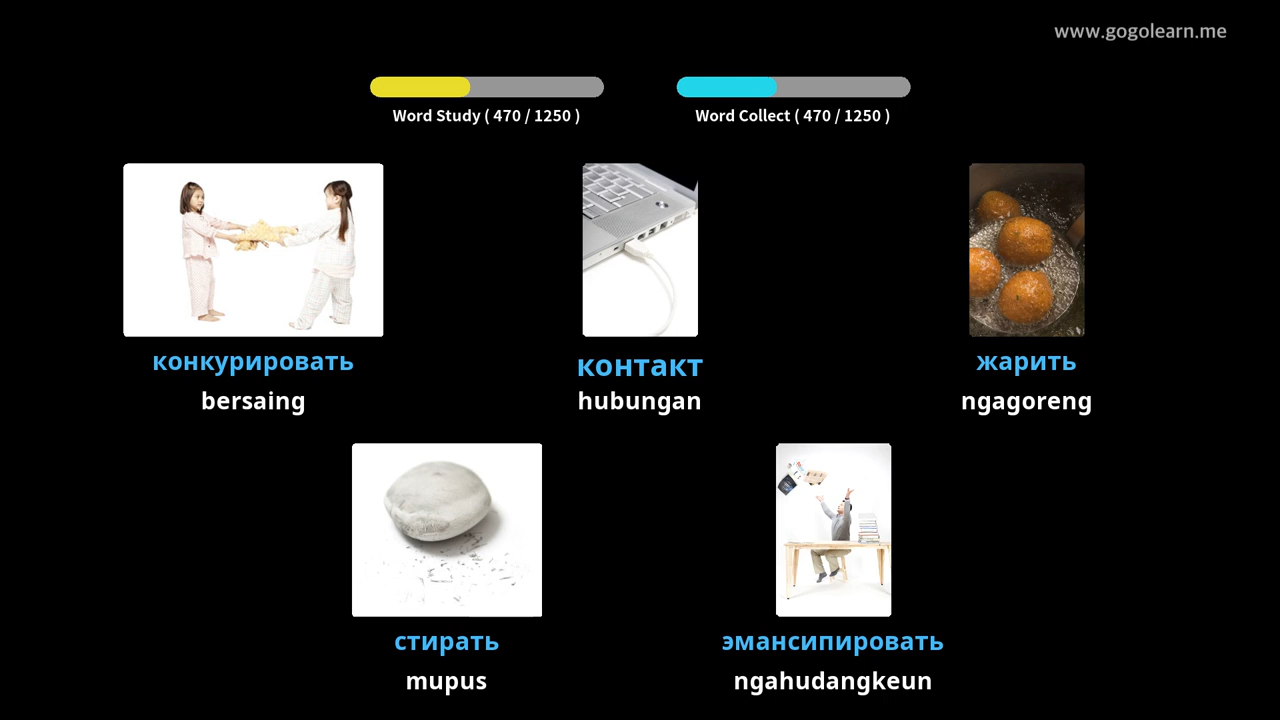 www.gogolearn.me
Word Study ( 470 / 1250 )
Word Collect ( 470 / 1250 )
конкурировать
bersaing
контакт
hubungan
жарить
ngagoreng
стирать
mupus
эмансипировать
ngahudangkeun